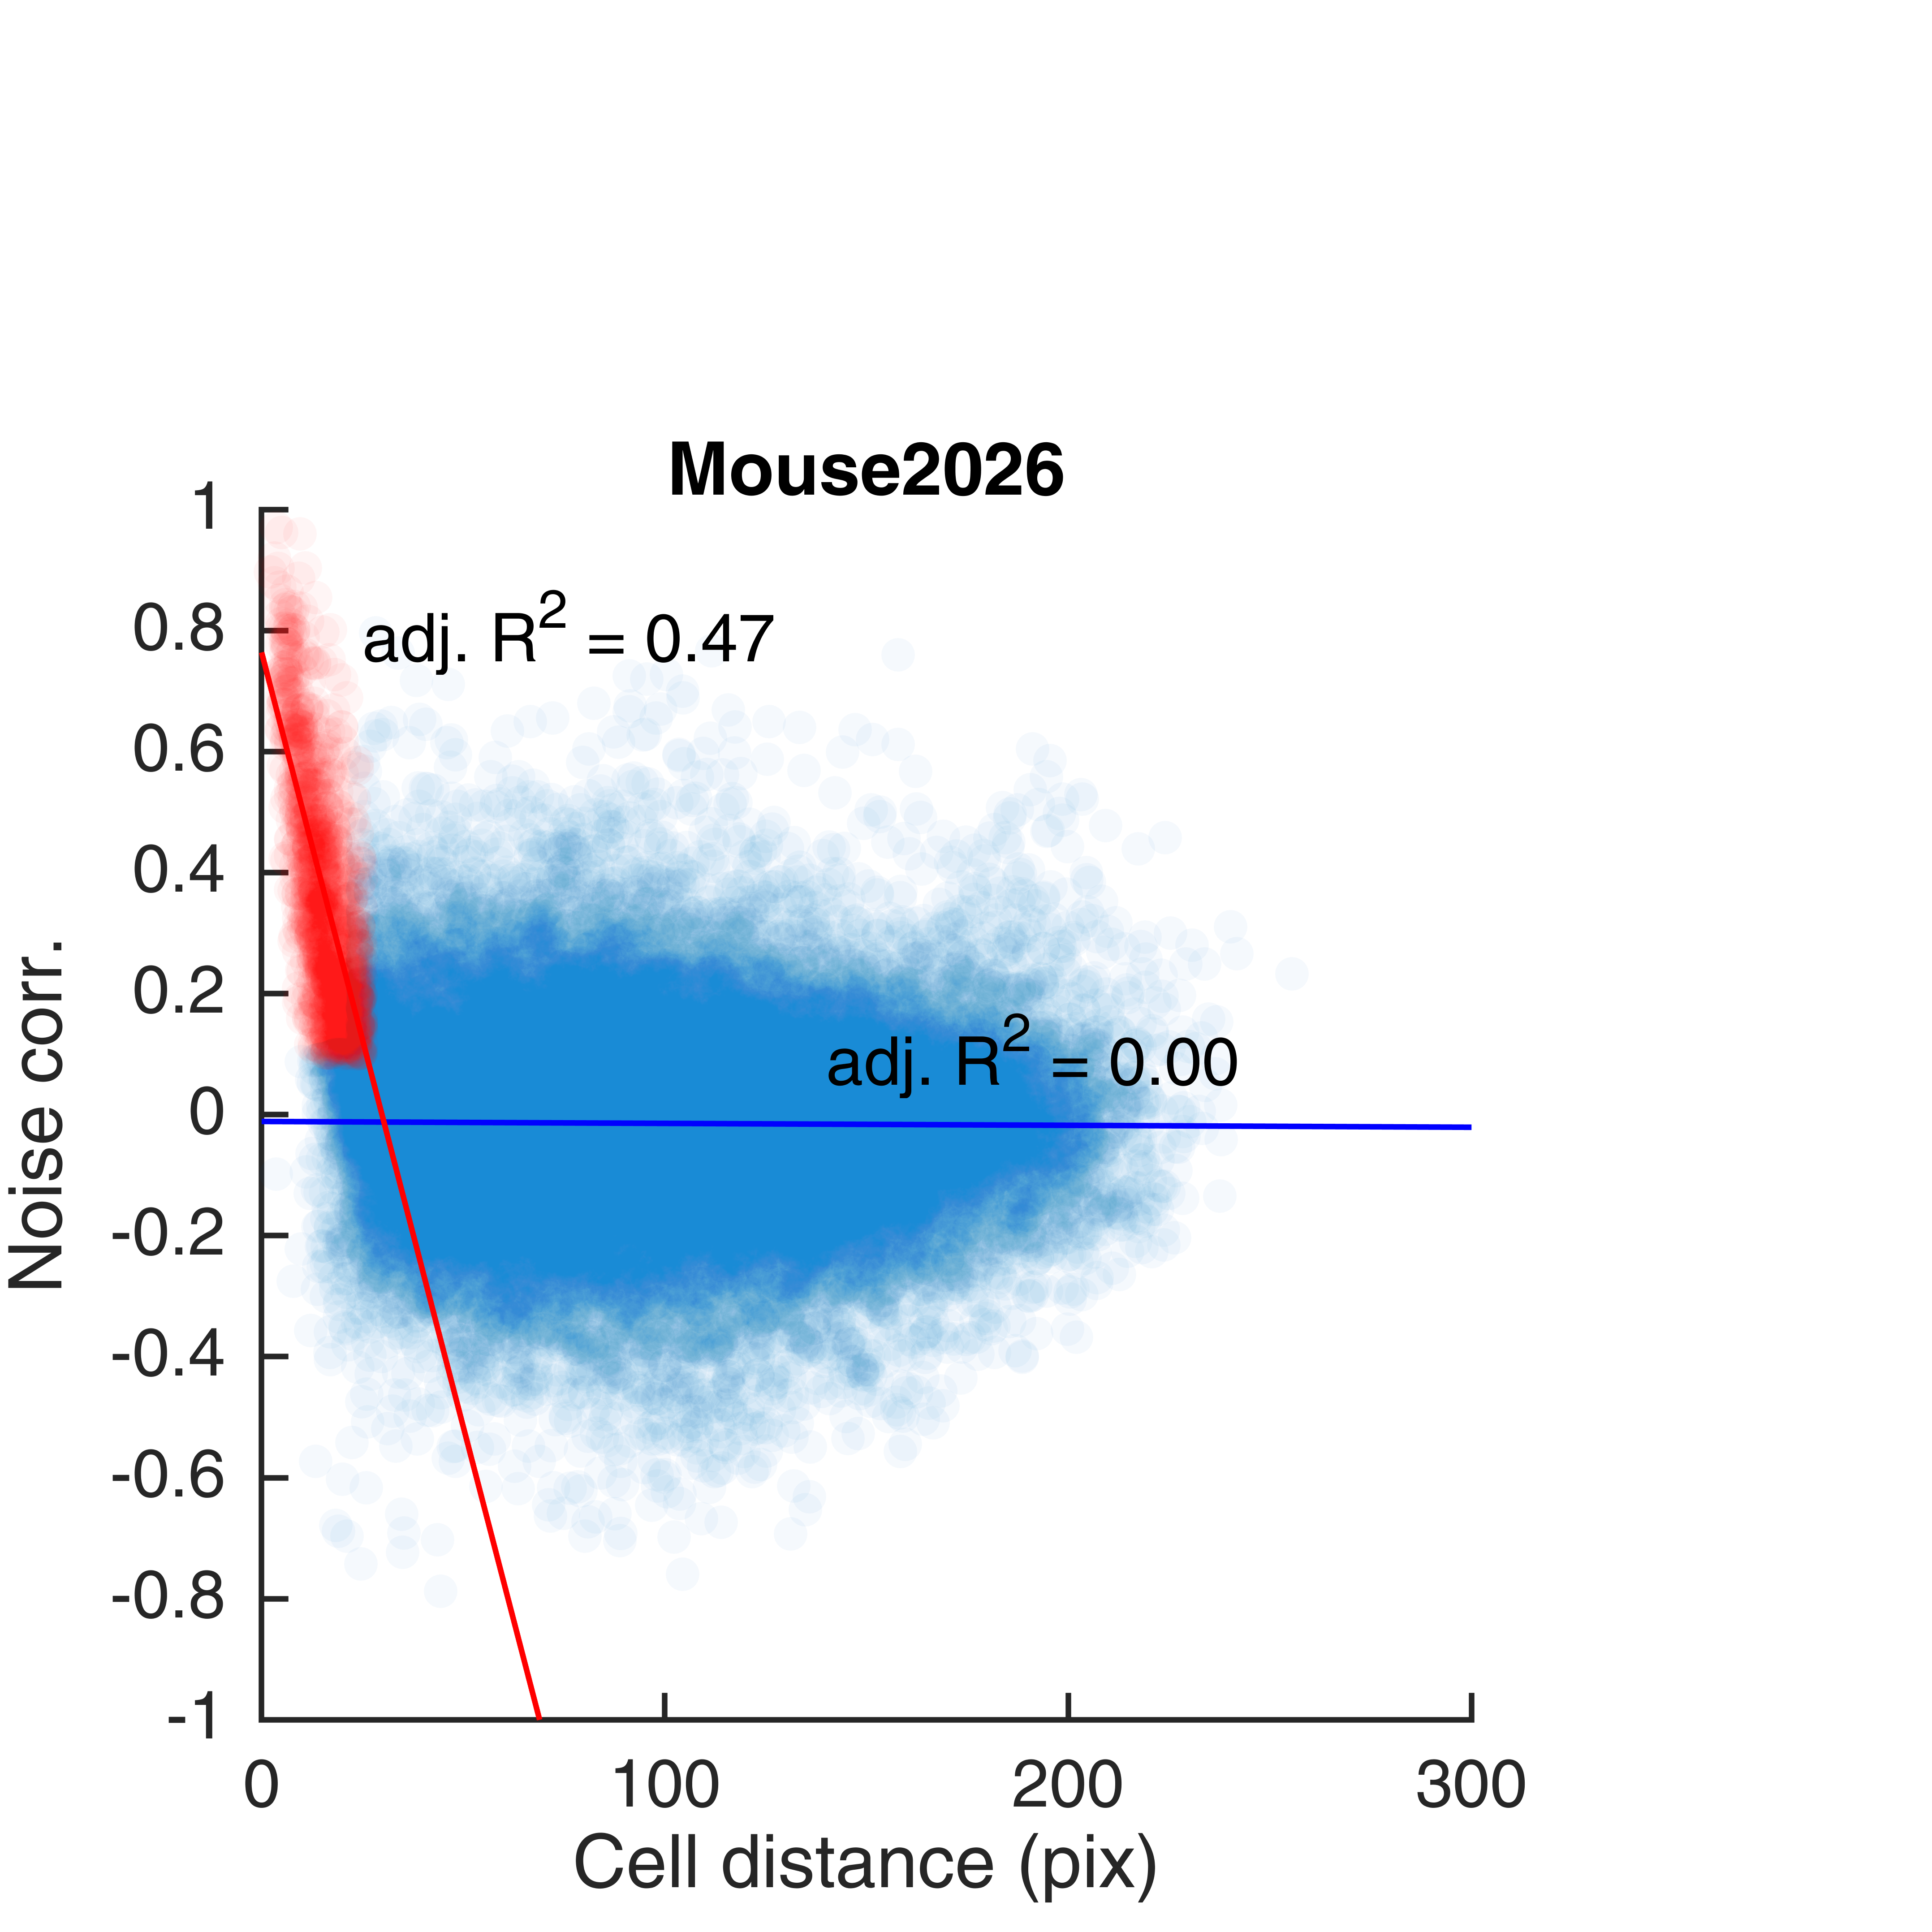 Mouse2026
1
0.8
0.6
0.4
0.2
0
-0.2
-0.4
-0.6
-0.8
-1
Noise corr.
adj. R² = 0.47
adj. R² = 0.00
0 100 200 300
Cell distance (pix)